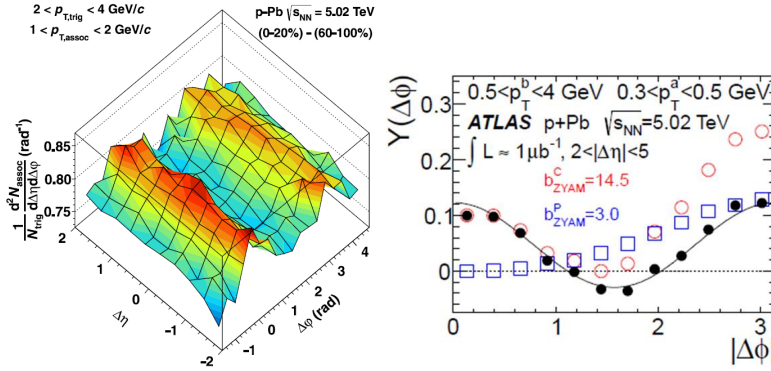 2 < p_T,trig < 4 GeV/c
1 < p_T,assoc < 2 GeV/c
p-Pb √s_NN = 5.02 TeV
(0-20%) - (60-100%)
1/N_trig d²N_assoc/dΔηdΔφ (rad⁻¹)
0.85
0.80
0.75
2
1
0
-1
-2
Δη
-1
0
1
2
3
4
Δφ (rad)
Y(Δϕ)
0.3
0.2
0.1
0
0.5<p_T^b<4 GeV 0.3<p_T^a<0.5 GeV
ATLAS p+Pb √s_NN=5.02 TeV
∫ L ≈ 1μb⁻¹, 2<|Δη|<5
b_ZYAM^C=14.5
b_ZYAM^P=3.0
0 1 2 3
|Δϕ|